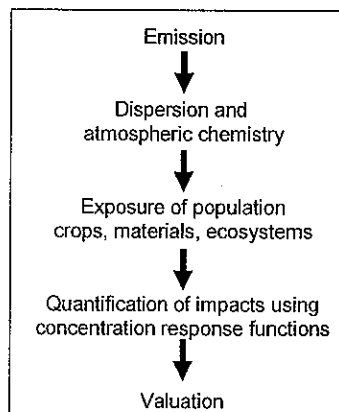 Emission
Dispersion and
atmospheric chemistry
Exposure of population
crops, materials, ecosystems
Quantification of impacts using
concentration response functions
Valuation